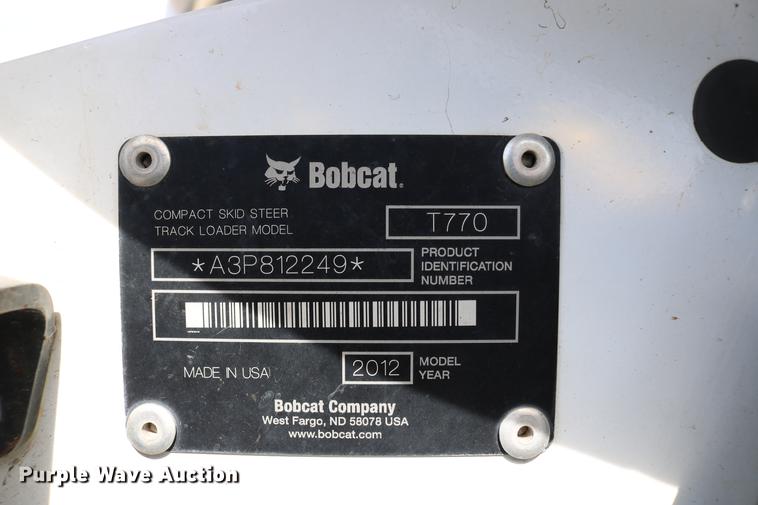 Bobcat.
COMPACT SKID STEER
TRACK LOADER MODEL
T770
*A3P812249*
PRODUCT
IDENTIFICATION
NUMBER
MADE IN USA
2012
MODEL
YEAR
Bobcat Company
West Fargo, ND 58078 USA
www.bobcat.com
Purple Wave Auction